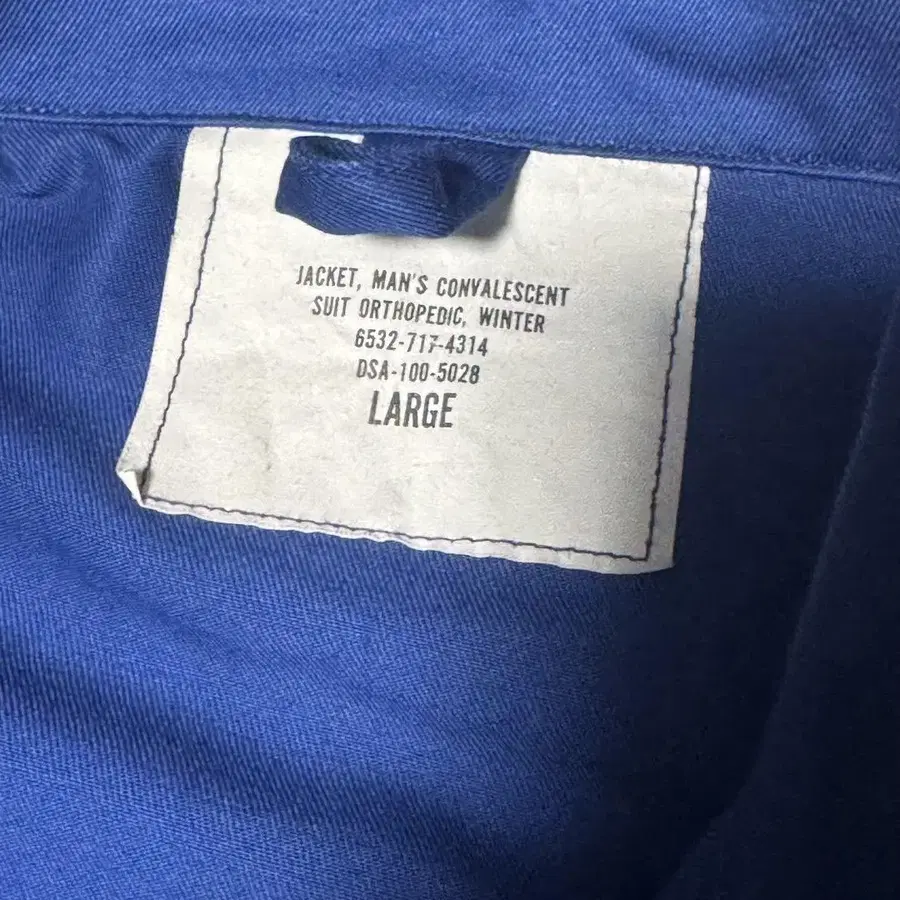 JACKET, MAN'S CONVALESCENT
SUIT ORTHOPEDIC, WINTER
6532-717-4314
DSA-100-5028
LARGE